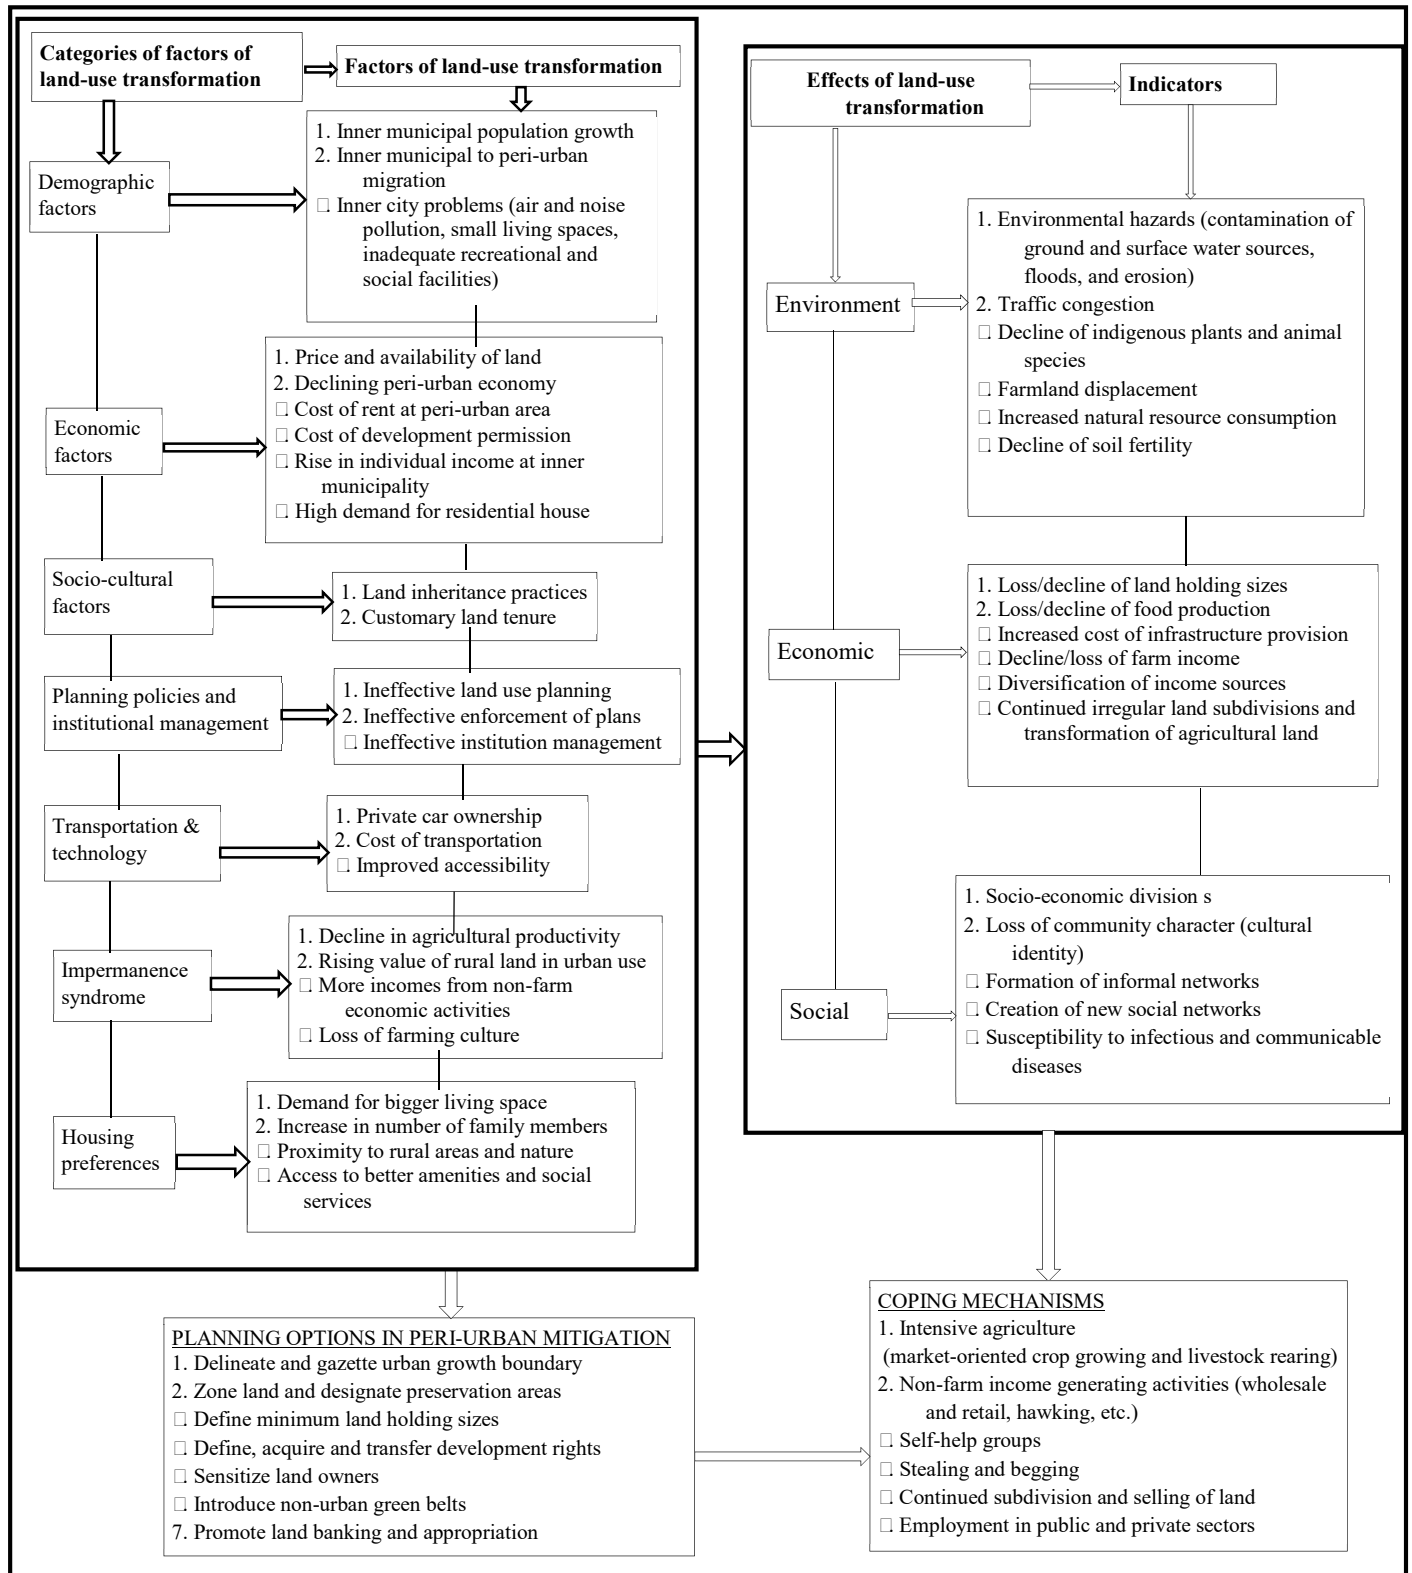 Categories of factors of
land-use transformation
Factors of land-use transformation
Demographic
factors
1. Inner municipal population growth
2. Inner municipal to peri-urban
migration
□. Inner city problems (air and noise
pollution, small living spaces,
inadequate recreational and
social facilities)
Economic
factors
1. Price and availability of land
2. Declining peri-urban economy
□. Cost of rent at peri-urban area
□. Cost of development permission
□. Rise in individual income at inner
municipality
□. High demand for residential house
Socio-cultural
factors
1. Land inheritance practices
2. Customary land tenure
Planning policies and
institutional management
1. Ineffective land use planning
2. Ineffective enforcement of plans
□. Ineffective institution management
Transportation &
technology
1. Private car ownership
2. Cost of transportation
□. Improved accessibility
Impermanence
syndrome
1. Decline in agricultural productivity
2. Rising value of rural land in urban use
□. More incomes from non-farm
economic activities
□. Loss of farming culture
Housing
preferences
1. Demand for bigger living space
2. Increase in number of family members
□. Proximity to rural areas and nature
□. Access to better amenities and social
services
Effects of land-use
transformation
Indicators
Environment
1. Environmental hazards (contamination of
ground and surface water sources,
floods, and erosion)
2. Traffic congestion
□. Decline of indigenous plants and animal
species
□. Farmland displacement
□. Increased natural resource consumption
□. Decline of soil fertility
Economic
1. Loss/decline of land holding sizes
2. Loss/decline of food production
□. Increased cost of infrastructure provision
□. Decline/loss of farm income
□. Diversification of income sources
□. Continued irregular land subdivisions and
transformation of agricultural land
Social
1. Socio-economic division s
2. Loss of community character (cultural
identity)
□. Formation of informal networks
□. Creation of new social networks
□. Susceptibility to infectious and communicable
diseases
PLANNING OPTIONS IN PERI-URBAN MITIGATION
1. Delineate and gazette urban growth boundary
2. Zone land and designate preservation areas
□. Define minimum land holding sizes
□. Define, acquire and transfer development rights
□. Sensitize land owners
□. Introduce non-urban green belts
7. Promote land banking and appropriation
COPING MECHANISMS
1. Intensive agriculture
(market-oriented crop growing and livestock rearing)
2. Non-farm income generating activities (wholesale
and retail, hawking, etc.)
□. Self-help groups
□. Stealing and begging
□. Continued subdivision and selling of land
□. Employment in public and private sectors